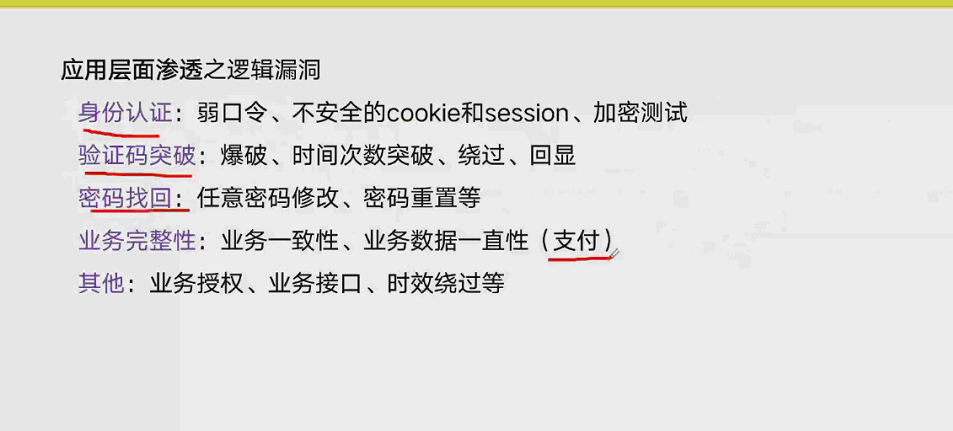 应用层面渗透之逻辑漏洞
身份认证：弱口令、不安全的cookie和session、加密测试
验证码突破：爆破、时间次数突破、绕过、回显
密码找回：任意密码修改、密码重置等
业务完整性：业务一致性、业务数据一直性（支付）
其他：业务授权、业务接口、时效绕过等